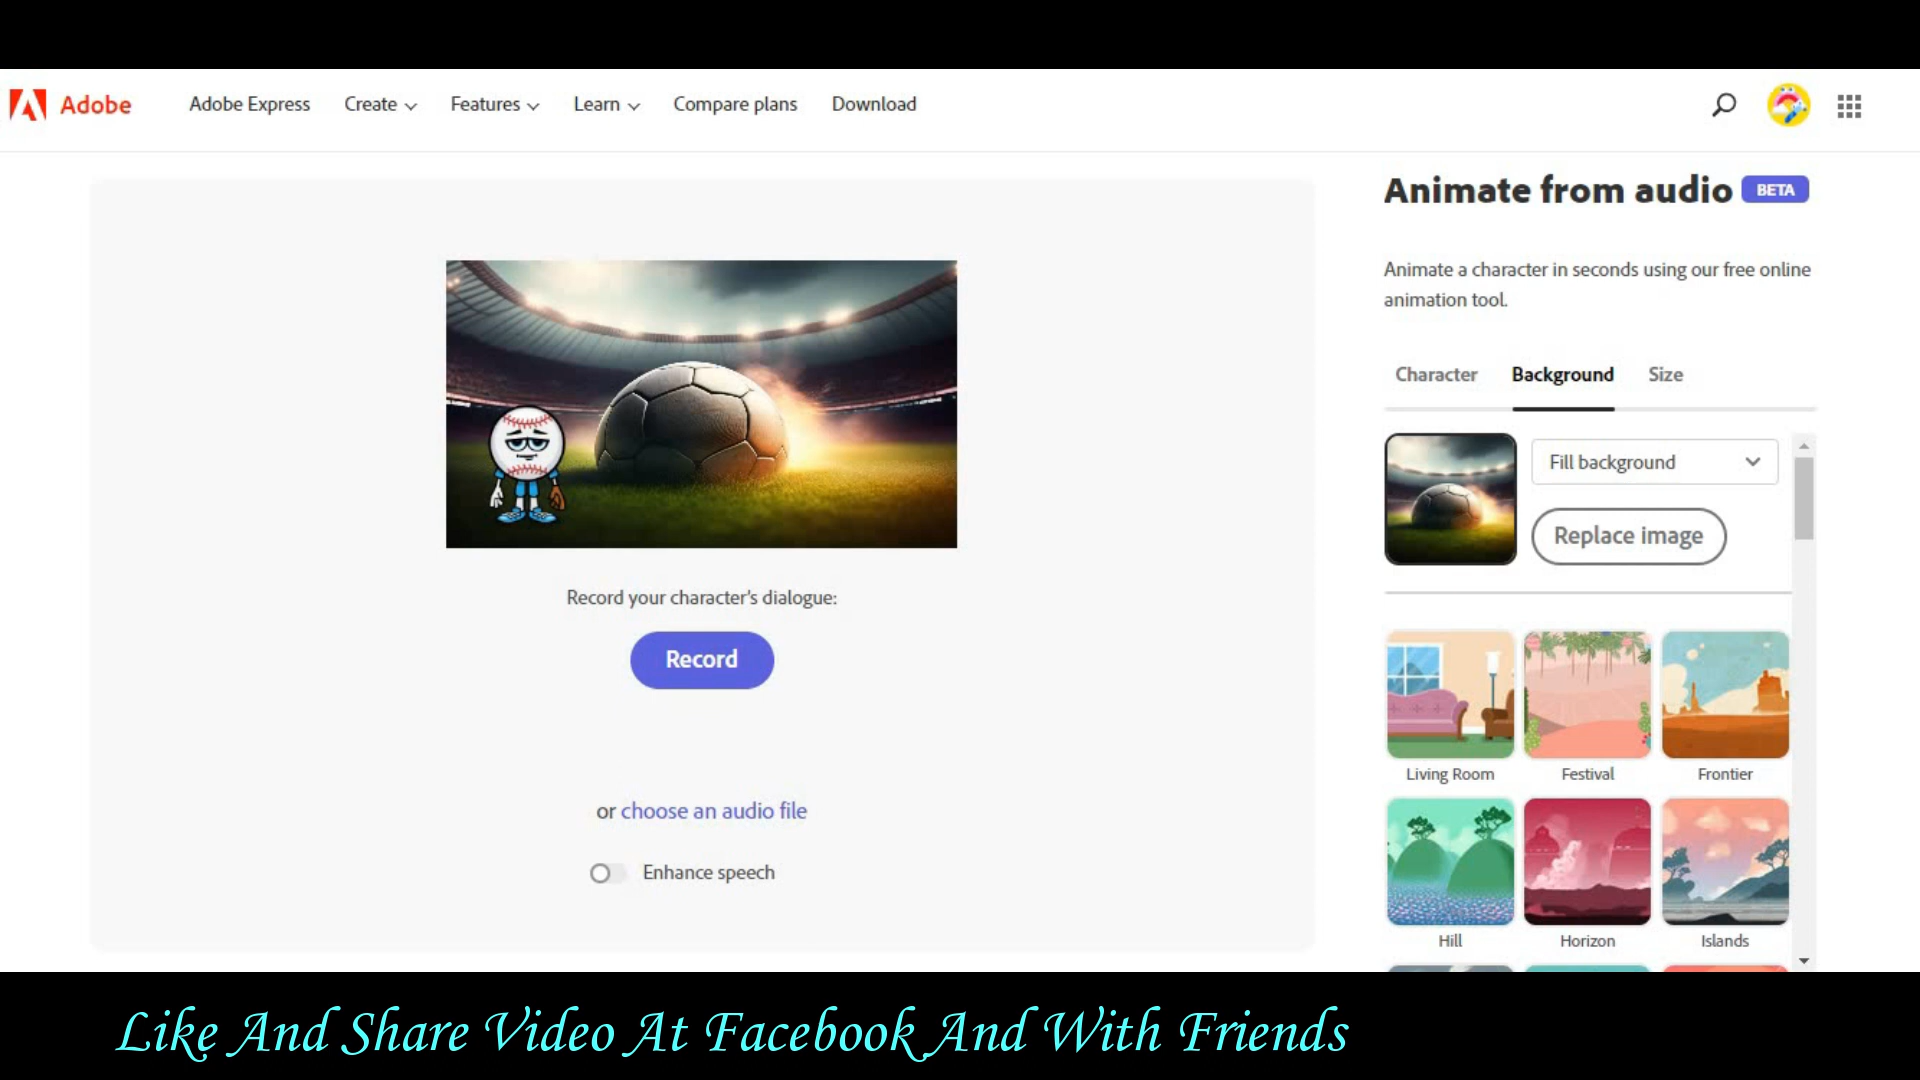 Adobe
Adobe Express
Create
Features
Learn
Compare plans
Download
Animate from audio BETA
Animate a character in seconds using our free online
animation tool.
Character
Background
Size
Fill background
Replace image
Record your character's dialogue:
Record
or choose an audio file
Enhance speech
Living Room
Festival
Frontier
Hill
Horizon
Islands
Like And Share Video At Facebook And With Friends